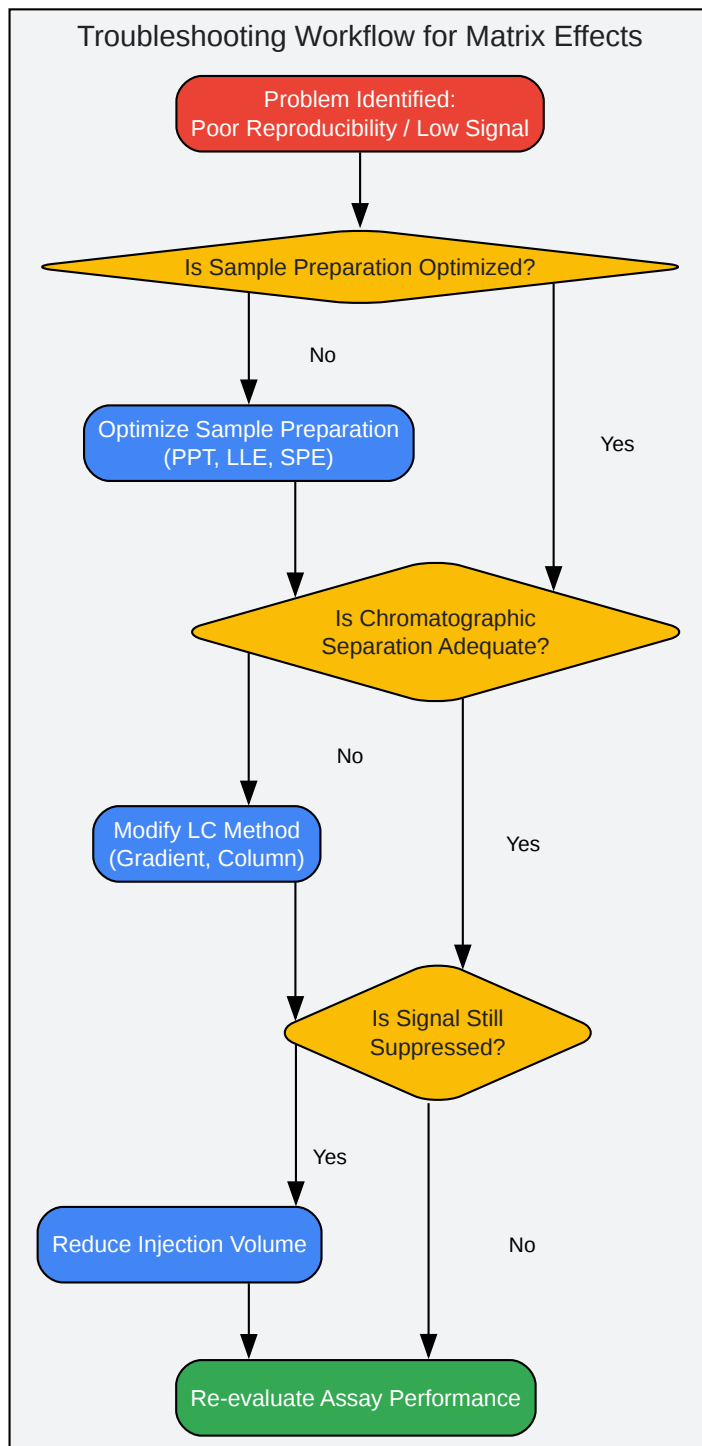 Troubleshooting Workflow for Matrix Effects
Problem Identified:
Poor Reproducibility / Low Signal
Is Sample Preparation Optimized?
No
Optimize Sample Preparation
(PPT, LLE, SPE)
Yes
Is Chromatographic
Separation Adequate?
No
Modify LC Method
(Gradient, Column)
Yes
Is Signal Still
Suppressed?
Yes
Reduce Injection Volume
No
Re-evaluate Assay Performance